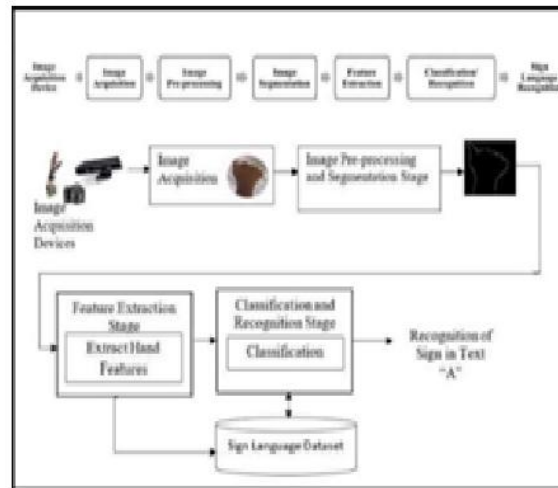 Image
Acquisition
Device
Image
Acquisition
Image
Pre-processing
Image
Segmentation
Feature
Extraction
Classification/
Recognition
Sign
Language
Recognition
Image
Acquisition
Devices
Image
Acquisition
Image Pre-processing
and Segmentation Stage
Feature Extraction
Stage
Extract Hand
Features
Classification and
Recognition Stage
Classification
Recognition of
Sign in Text
“A”
Sign Language Dataset